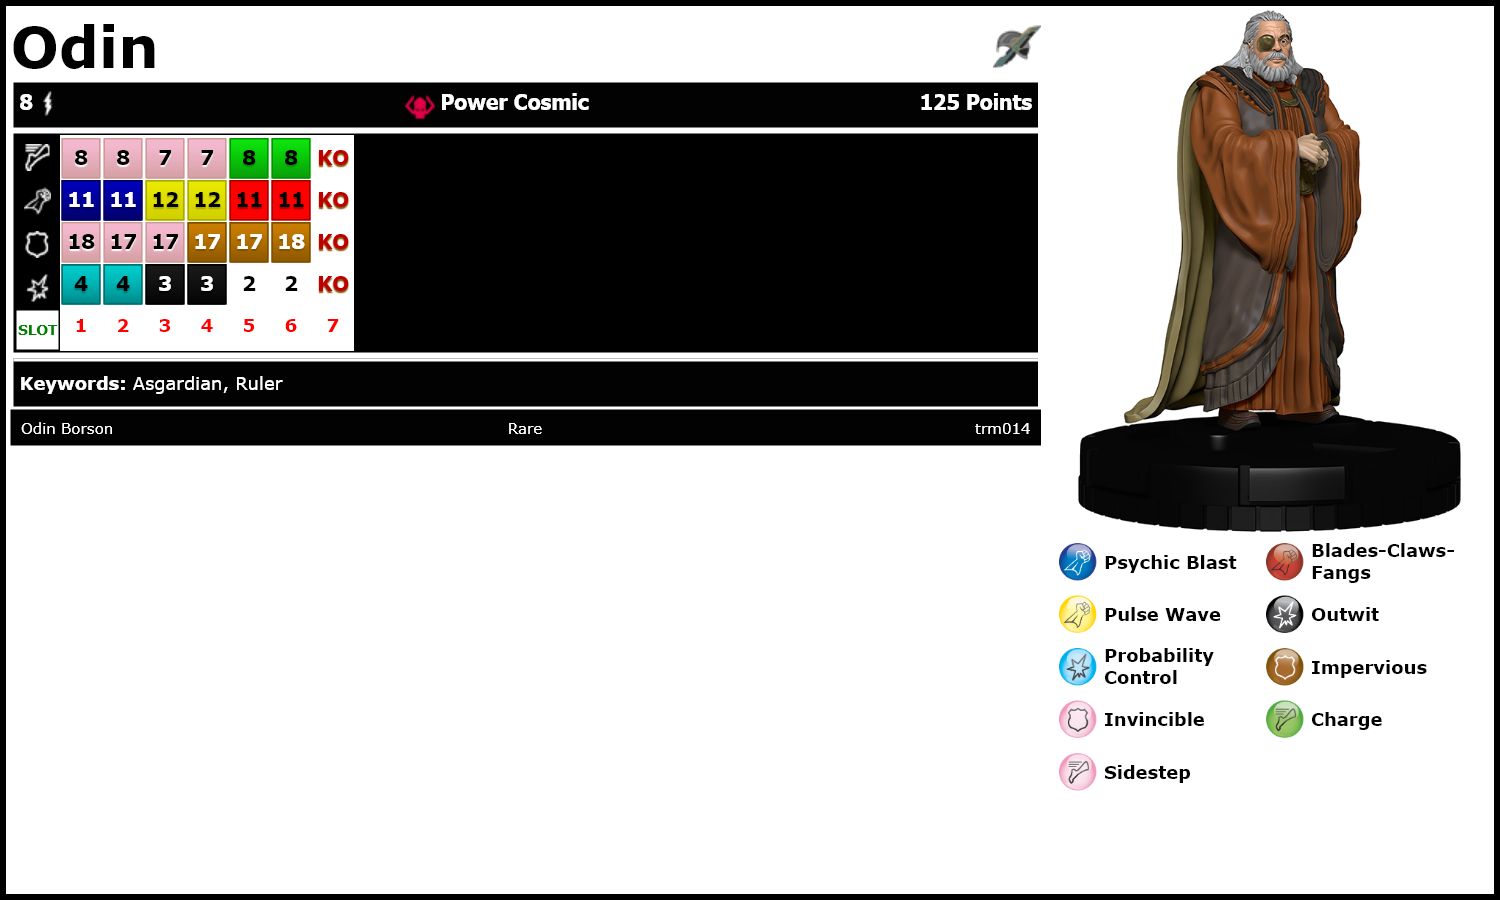 Odin
8 Power Cosmic 125 Points
8 8 7 7 8 8 KO
11 11 12 12 11 11 KO
18 17 17 17 17 18 KO
4 4 3 3 2 2 KO
SLOT 1 2 3 4 5 6 7
Keywords: Asgardian, Ruler
Odin Borson Rare trm014
Psychic Blast
Blades-Claws-
Fangs
Pulse Wave
Outwit
Probability
Control
Impervious
Invincible
Charge
Sidestep